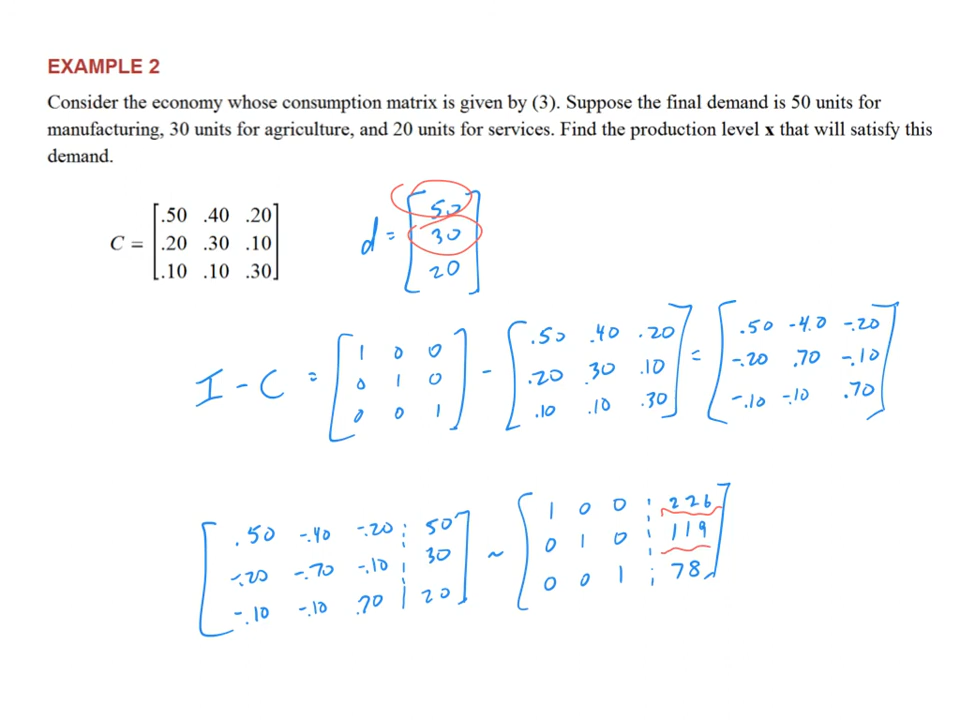 EXAMPLE 2
Consider the economy whose consumption matrix is given by (3). Suppose the final demand is 50 units for
manufacturing, 30 units for agriculture, and 20 units for services. Find the production level x that will satisfy this
demand.
C = [.50 .40 .20
.20 .30 .10
.10 .10 .30]
d = [50
30
20]
I - C = [1 0 0
0 1 0
0 0 1] - [.50 .40 .20
.20 .30 .10
.10 .10 .30] = [.50 -4.0 -.20
-.20 .70 -.10
-.10 -.10 .70]
[.50 -.40 -.20 ¦ 50
-.20 -.70 -.10 ¦ 30
-.10 -.10 .70 | 20] ~ [1 0 0 ¦ 226
0 1 0 ¦ 119
0 0 1 ¦ 78]